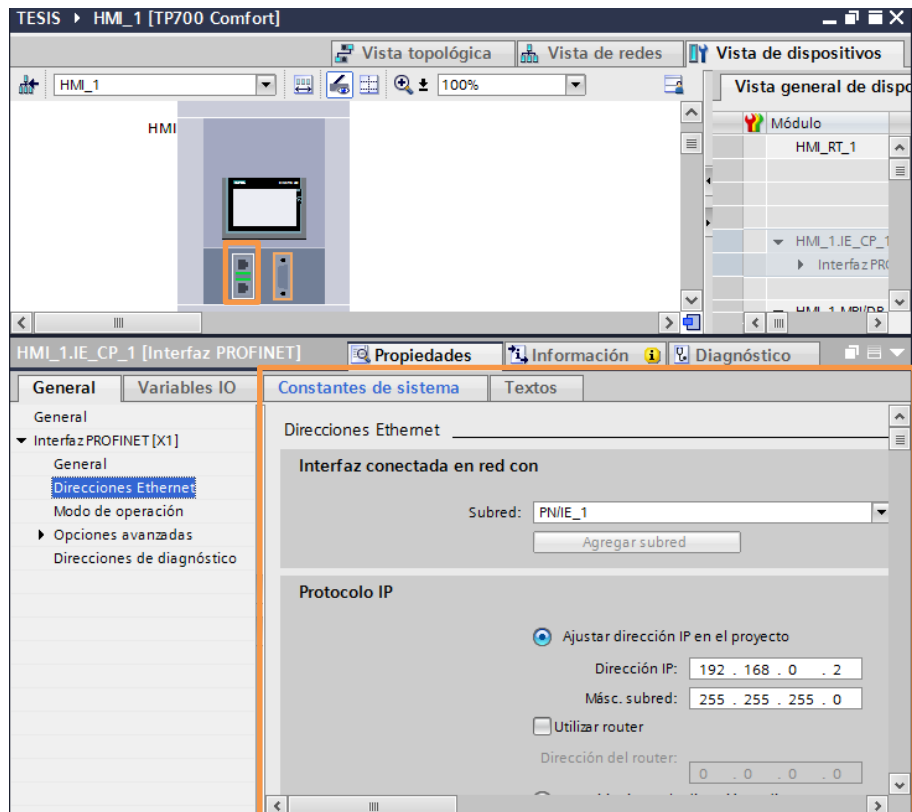 TESIS ▸ HMI_1 [TP700 Comfort]
Vista topológica
Vista de redes
Vista de dispositivos
HMI_1
100%
Vista general de dispo
HMI
Módulo
HMI_RT_1
HMI_1.IE_CP_1
Interfaz PRO
HMI_1.IE_CP_1 [Interfaz PROFINET]
Propiedades
Información
Diagnóstico
General
Variables IO
Constantes de sistema
Textos
General
Interfaz PROFINET [X1]
General
Direcciones Ethernet
Modo de operación
Opciones avanzadas
Direcciones de diagnóstico
Direcciones Ethernet
Interfaz conectada en red con
Subred: PN/IE_1
Agregar subred
Protocolo IP
Ajustar dirección IP en el proyecto
Dirección IP: 192 . 168 . 0 . 2
Másc. subred: 255 . 255 . 255 . 0
Utilizar router
Dirección del router:
0 . 0 . 0 . 0